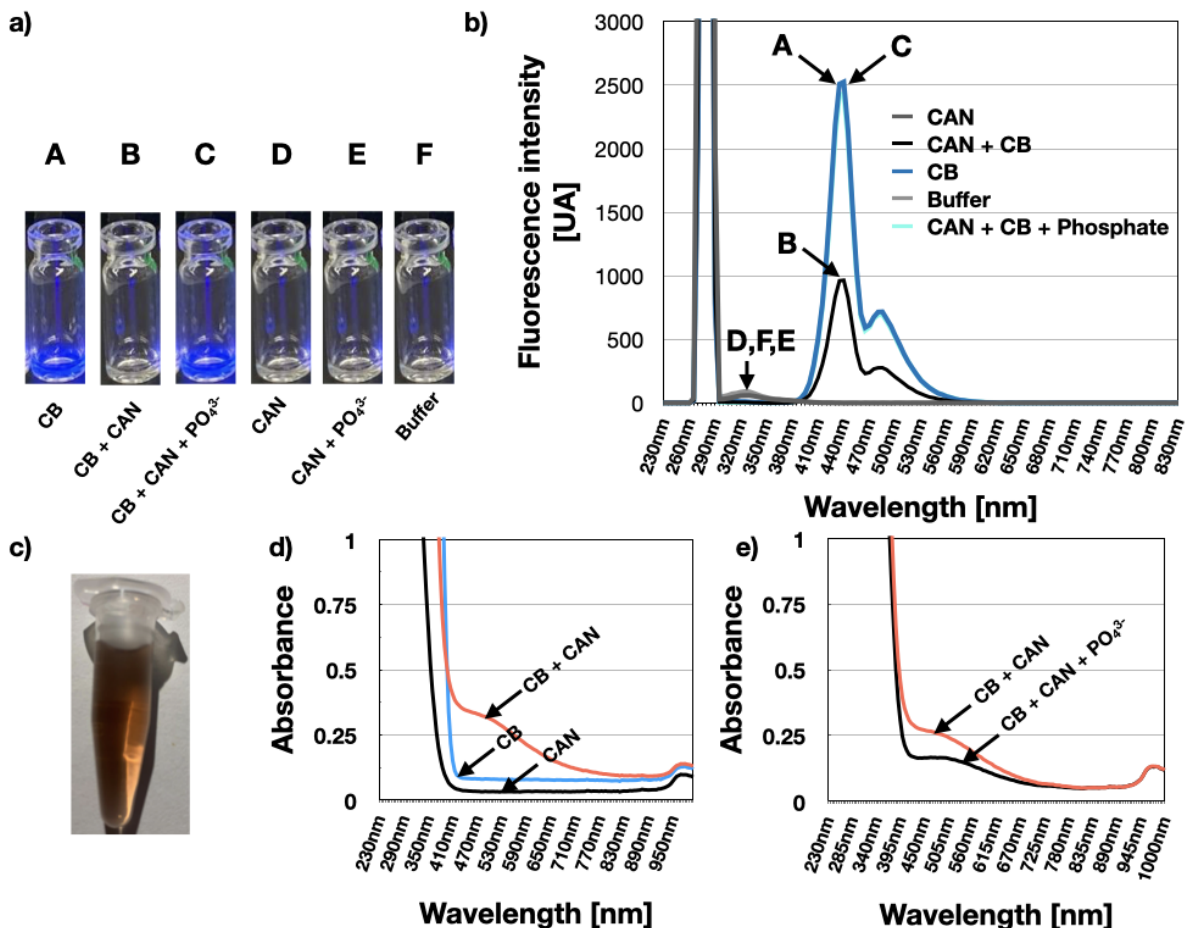 a)
A B C D E F
CB
CB + CAN
CB + CAN + PO₄³⁻
CAN
CAN + PO₄³⁻
Buffer
b)
Fluorescence intensity
[UA]
3000
2500
2000
1500
1000
500
0
A
C
B
D,F,E
CAN
CAN + CB
CB
Buffer
CAN + CB + Phosphate
230nm
260nm
290nm
320nm
350nm
380nm
410nm
440nm
470nm
500nm
530nm
560nm
590nm
620nm
650nm
680nm
710nm
740nm
770nm
800nm
830nm
Wavelength [nm]
c)
d)
Absorbance
1
0.75
0.5
0.25
0
CB + CAN
CB
CAN
230nm
290nm
350nm
410nm
470nm
530nm
590nm
650nm
710nm
770nm
830nm
890nm
950nm
Wavelength [nm]
e)
Absorbance
1
0.75
0.5
0.25
0
CB + CAN
CB + CAN + PO₄³⁻
230nm
285nm
340nm
395nm
450nm
505nm
560nm
615nm
670nm
725nm
780nm
835nm
890nm
945nm
1000nm
Wavelength [nm]